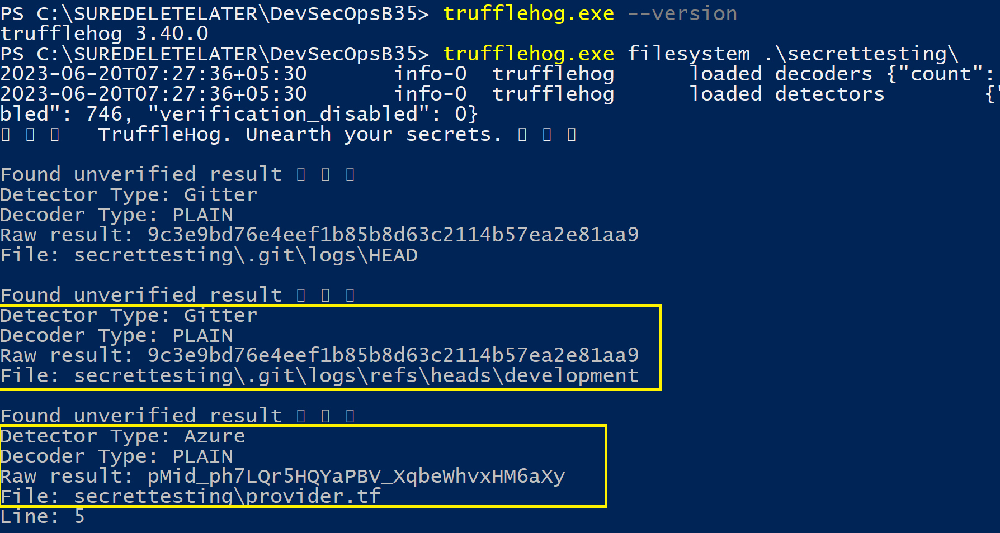 PS C:\SUREDELETELATER\DevSecOpsB35> trufflehog.exe --version
trufflehog 3.40.0
PS C:\SUREDELETELATER\DevSecOpsB35> trufflehog.exe filesystem .\secrettesting\
2023-06-20T07:27:36+05:30 info-0 trufflehog loaded decoders {"count":
2023-06-20T07:27:36+05:30 info-0 trufflehog loaded detectors {"
bled": 746, "verification_disabled": 0}
TruffleHog. Unearth your secrets.
Found unverified result
Detector Type: Gitter
Decoder Type: PLAIN
Raw result: 9c3e9bd76e4eef1b85b8d63c2114b57ea2e81aa9
File: secrettesting\.git\logs\HEAD
Found unverified result
Detector Type: Gitter
Decoder Type: PLAIN
Raw result: 9c3e9bd76e4eef1b85b8d63c2114b57ea2e81aa9
File: secrettesting\.git\logs\refs\heads\development
Found unverified result
Detector Type: Azure
Decoder Type: PLAIN
Raw result: pMid_ph7LQr5HQYaPBV_XqbeWhvxHM6aXy
File: secrettesting\provider.tf
Line: 5